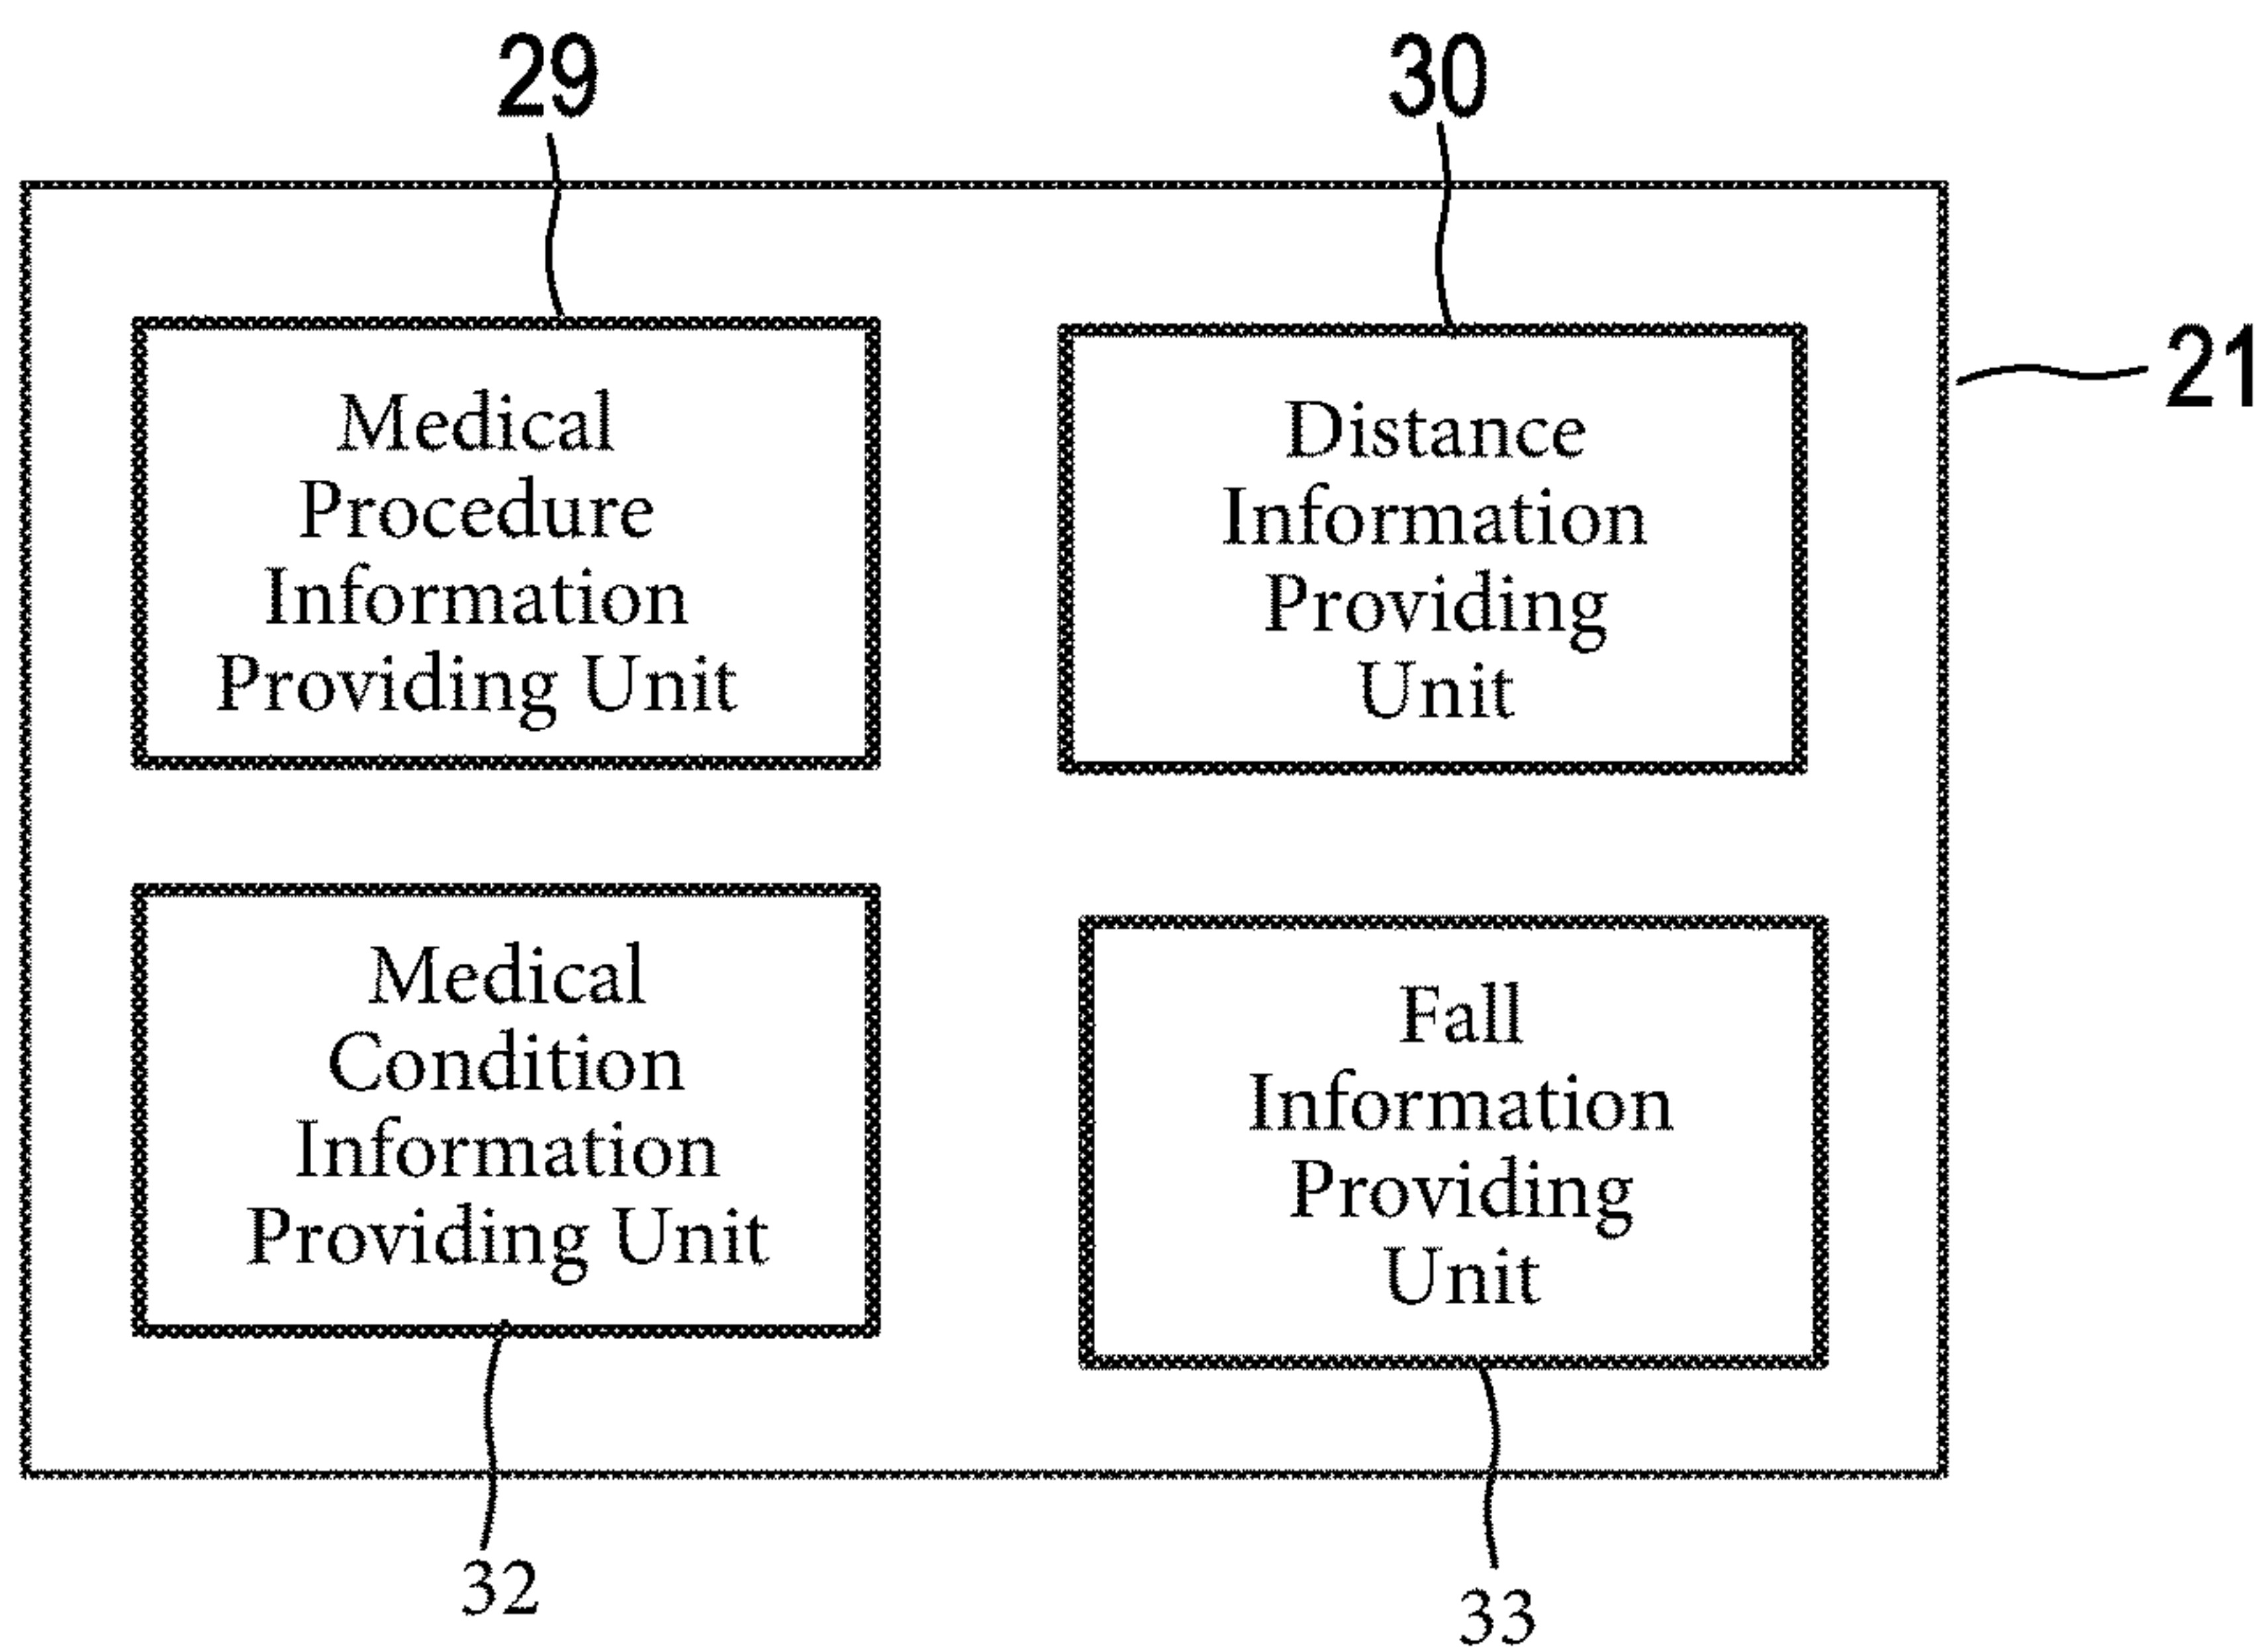 29
30
21
Medical
Procedure
Information
Providing Unit
Distance
Information
Providing
Unit
Medical
Condition
Information
Providing Unit
Fall
Information
Providing
Unit
32
33